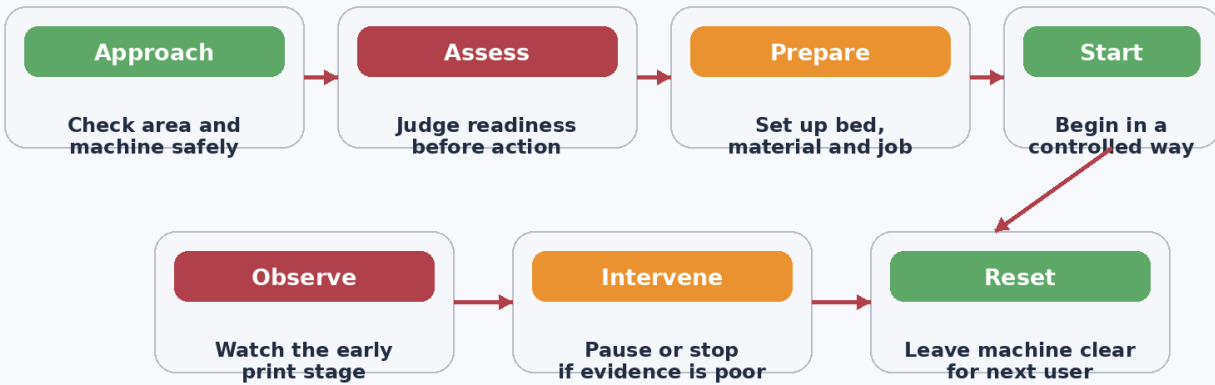 Approach
Check area and
machine safely
Assess
Judge readiness
before action
Prepare
Set up bed,
material and job
Start
Begin in a
controlled way
Observe
Watch the early
print stage
Intervene
Pause or stop
if evidence is poor
Reset
Leave machine clear
for next user